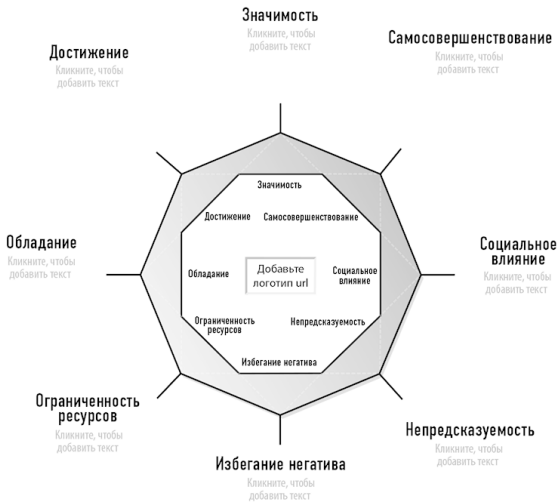 Значимость
Кликните, чтобы
добавить текст
Достижение
Кликните, чтобы
добавить текст
Самосовершенствование
Кликните, чтобы
добавить текст
Значимость
Достижение
Самосовершенствование
Обладание
Кликните, чтобы
добавить текст
Обладание
Добавьте
логотип url
Социальное
влияние
Социальное
влияние
Кликните, чтобы
добавить текст
Ограниченность
ресурсов
Непредсказуемость
Избегание негатива
Ограниченность
ресурсов
Кликните, чтобы
добавить текст
Непредсказуемость
Кликните, чтобы
добавить текст
Избегание негатива
Кликните, чтобы
добавить текст